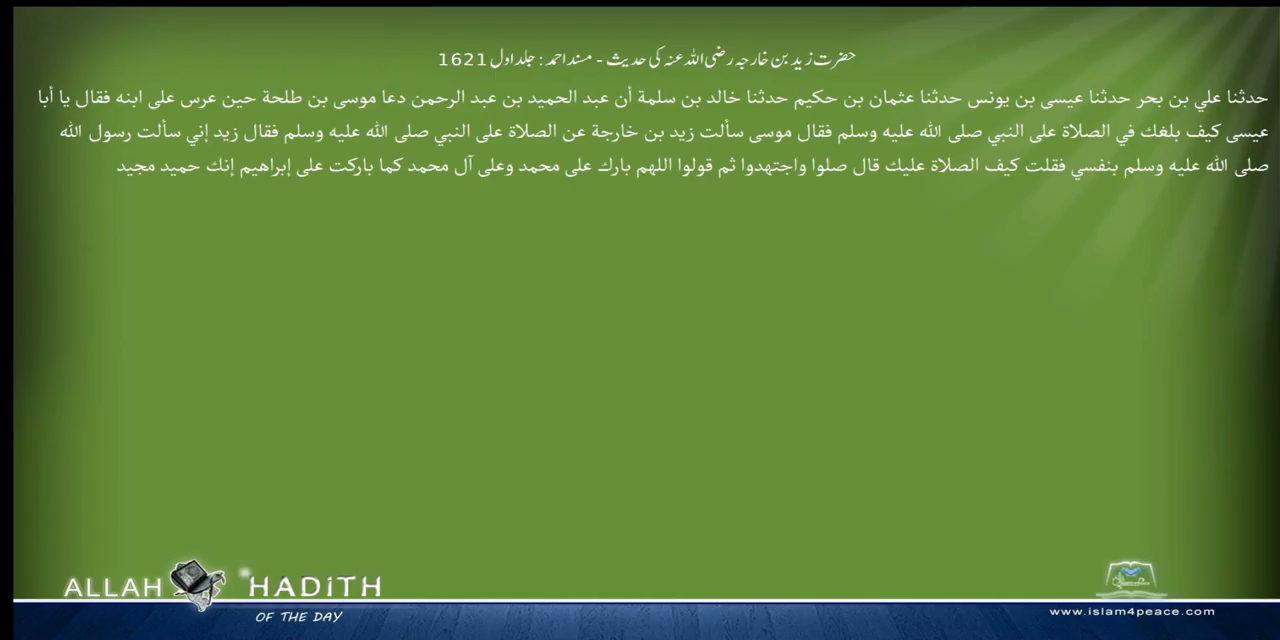 حضرت زید بن خارجہ رضی اللہ عنہ کی حدیث - مسند احمد : جلد اول 1621
حدثنا علي بن بحر حدثنا عيسى بن يونس حدثنا عثمان بن حكيم حدثنا خالد بن سلمة أن عبد الحميد بن عبد الرحمن دعا موسى بن طلحة حين عرس على ابنه فقال يا أبا
عيسى كيف بلغك في الصلاة على النبي صلى الله عليه وسلم فقال موسى سألت زيد بن خارجة عن الصلاة على النبي صلى الله عليه وسلم فقال زيد إني سألت رسول الله
صلى الله عليه وسلم بنفسي فقلت كيف الصلاة عليك قال صلوا واجتهدوا ثم قولوا اللهم بارك على محمد وعلى آل محمد كما باركت على إبراهيم إنك حميد مجيد
ALLAH HADiTH
OF THE DAY
www.islam4peace.com